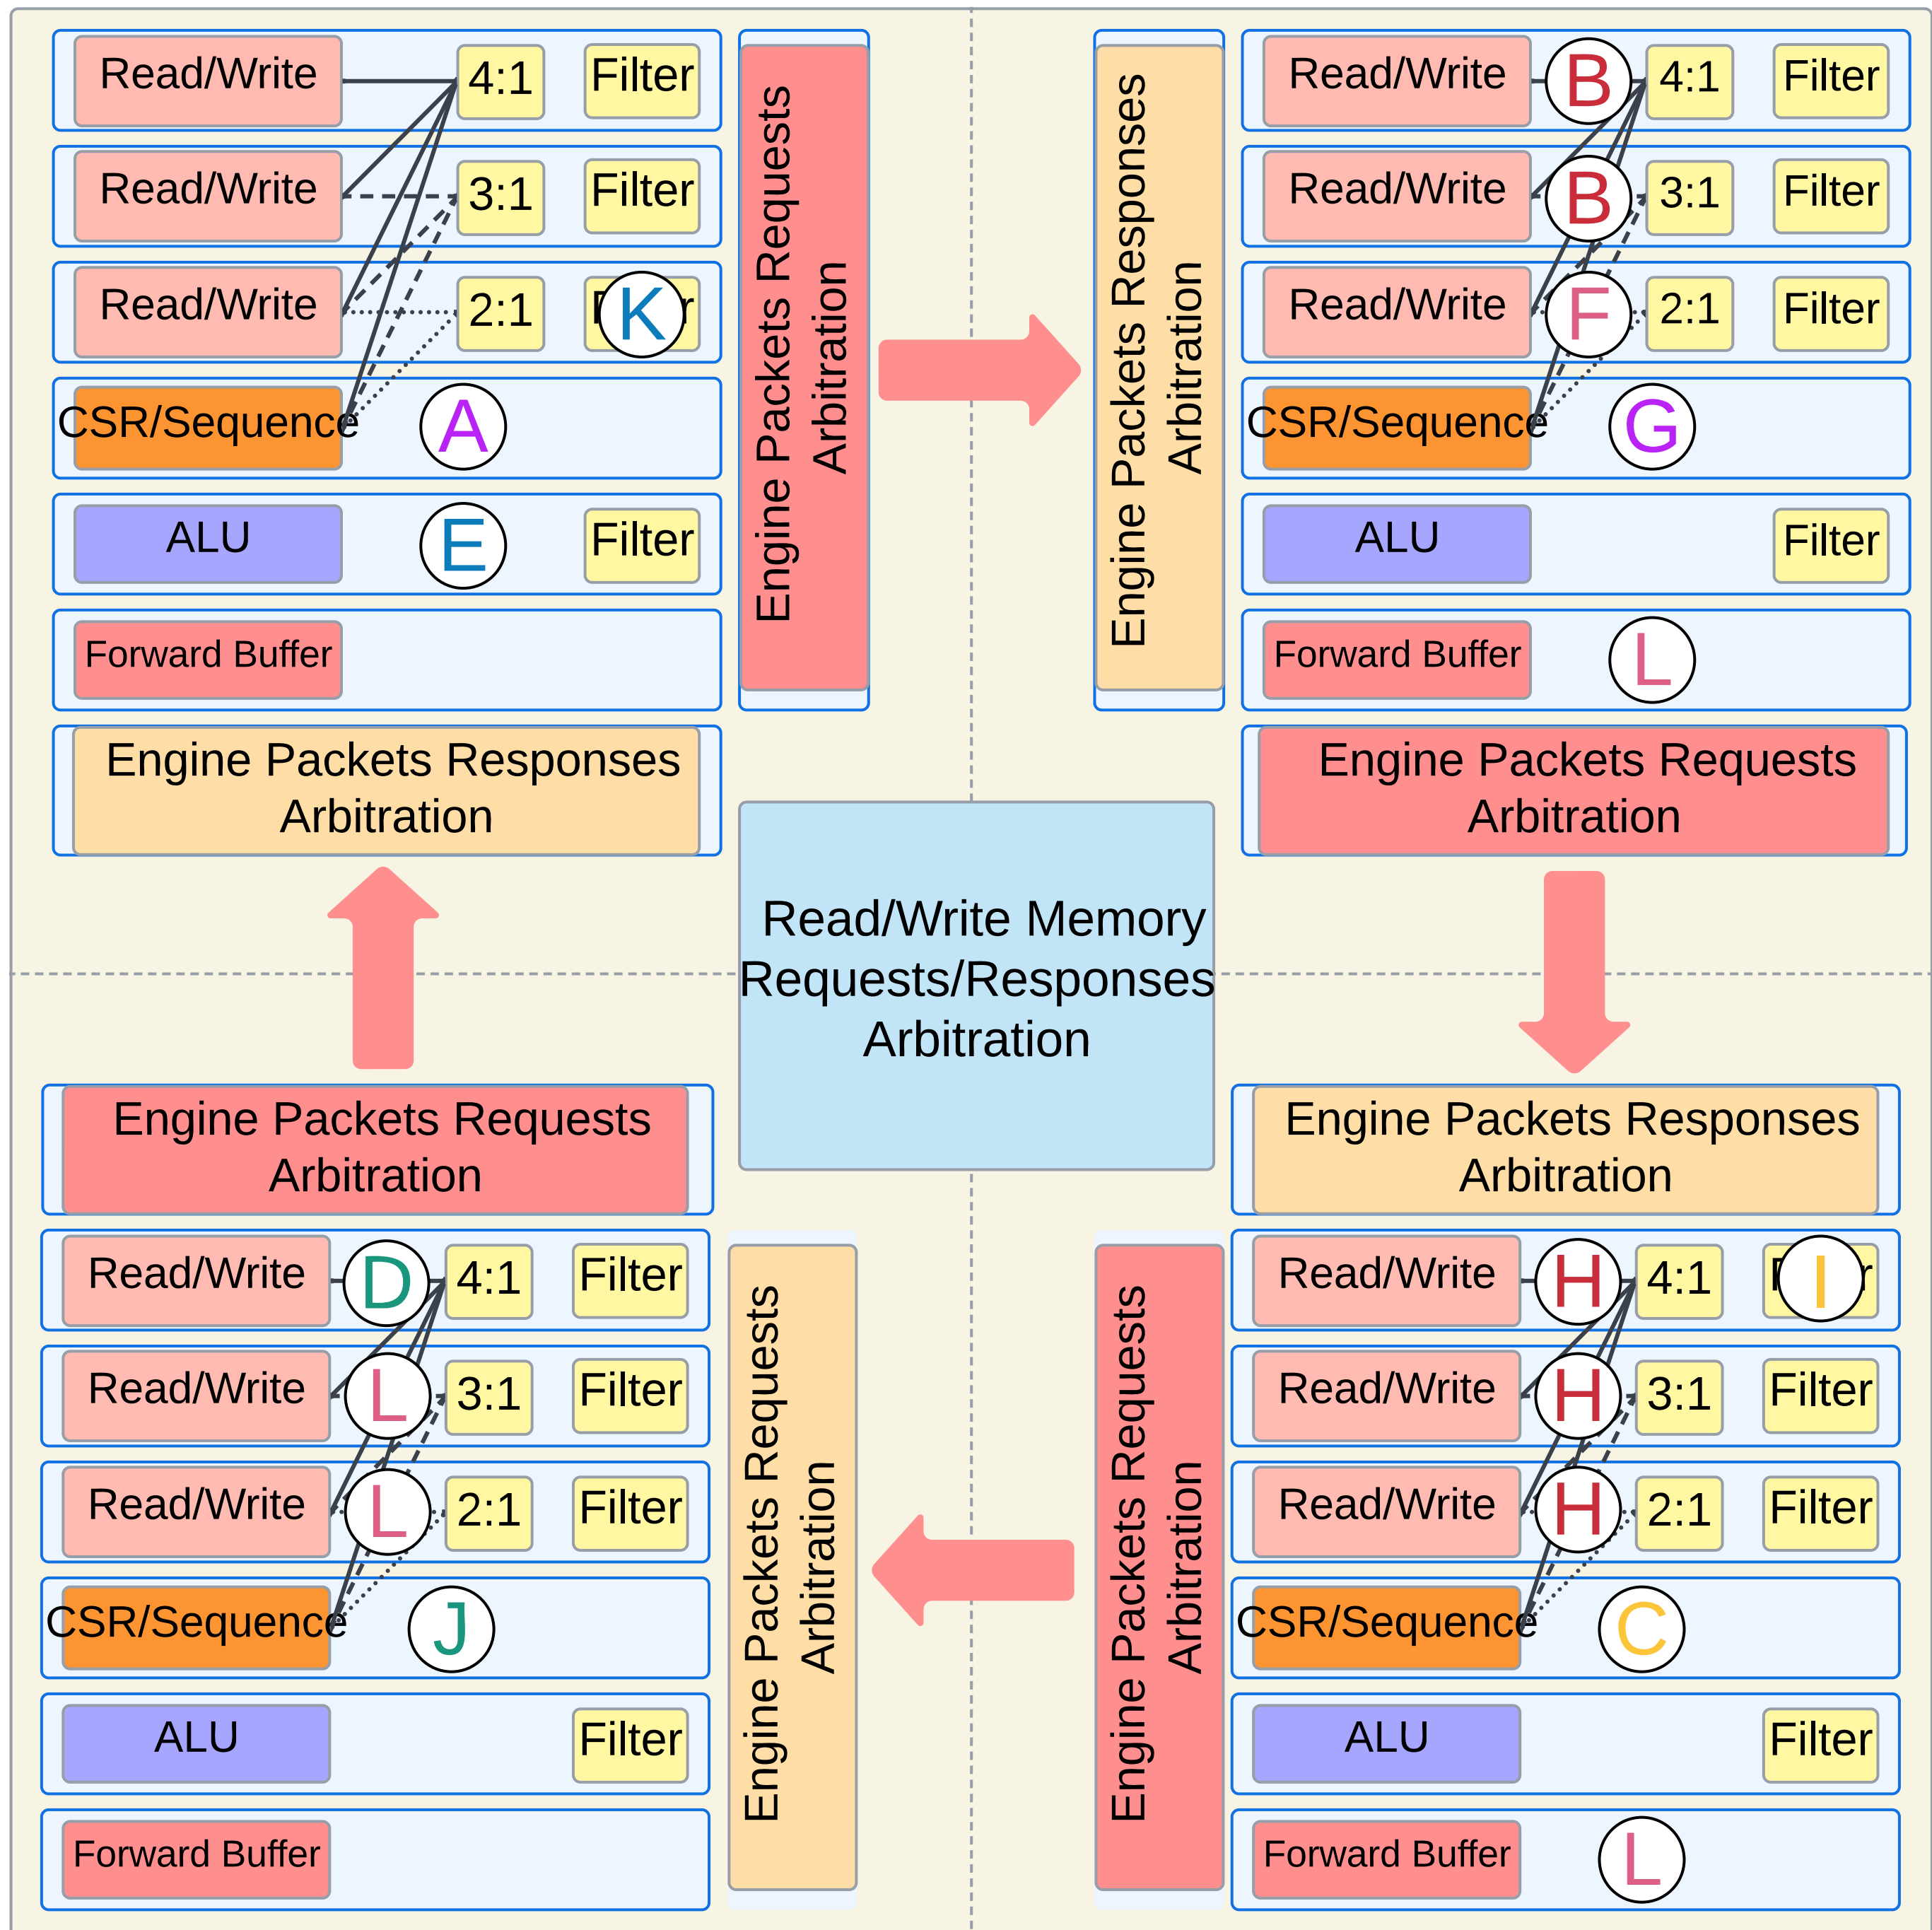 Read/Write
4:1
Filter
Read/Write
3:1
Filter
Read/Write
2:1
K
CSR/Sequence
A
ALU
E
Filter
Forward Buffer
Engine Packets Responses
Arbitration
Engine Packets Requests
Arbitration
Engine Packets Responses
Arbitration
Read/Write
B
4:1
Filter
Read/Write
B
3:1
Filter
Read/Write
F
2:1
Filter
CSR/Sequence
G
ALU
Filter
Forward Buffer
L
Engine Packets Requests
Arbitration
Read/Write Memory
Requests/Responses
Arbitration
Engine Packets Requests
Arbitration
Read/Write
D
4:1
Filter
Read/Write
L
3:1
Filter
Read/Write
L
2:1
Filter
CSR/Sequence
J
ALU
Filter
Forward Buffer
Engine Packets Requests
Arbitration
Engine Packets Requests
Arbitration
Engine Packets Responses
Arbitration
Read/Write
H
4:1
I
Read/Write
H
3:1
Filter
Read/Write
H
2:1
Filter
CSR/Sequence
C
ALU
Filter
Forward Buffer
L